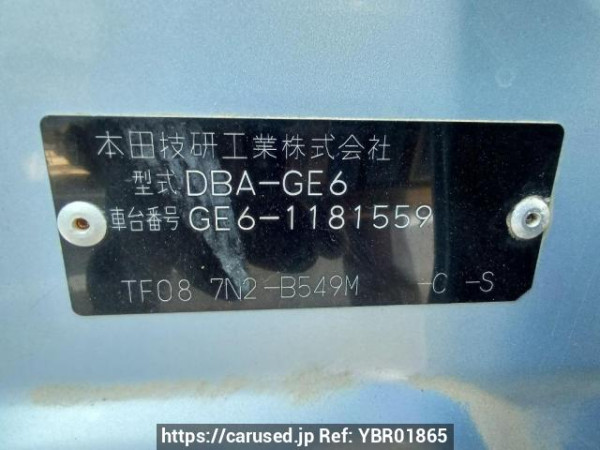 本田技研工業株式会社
型式 DBA-GE6
車台番号 GE6-1181559
TF08 7N2-B549M -C -S
https://carused.jp Ref: YBR01865